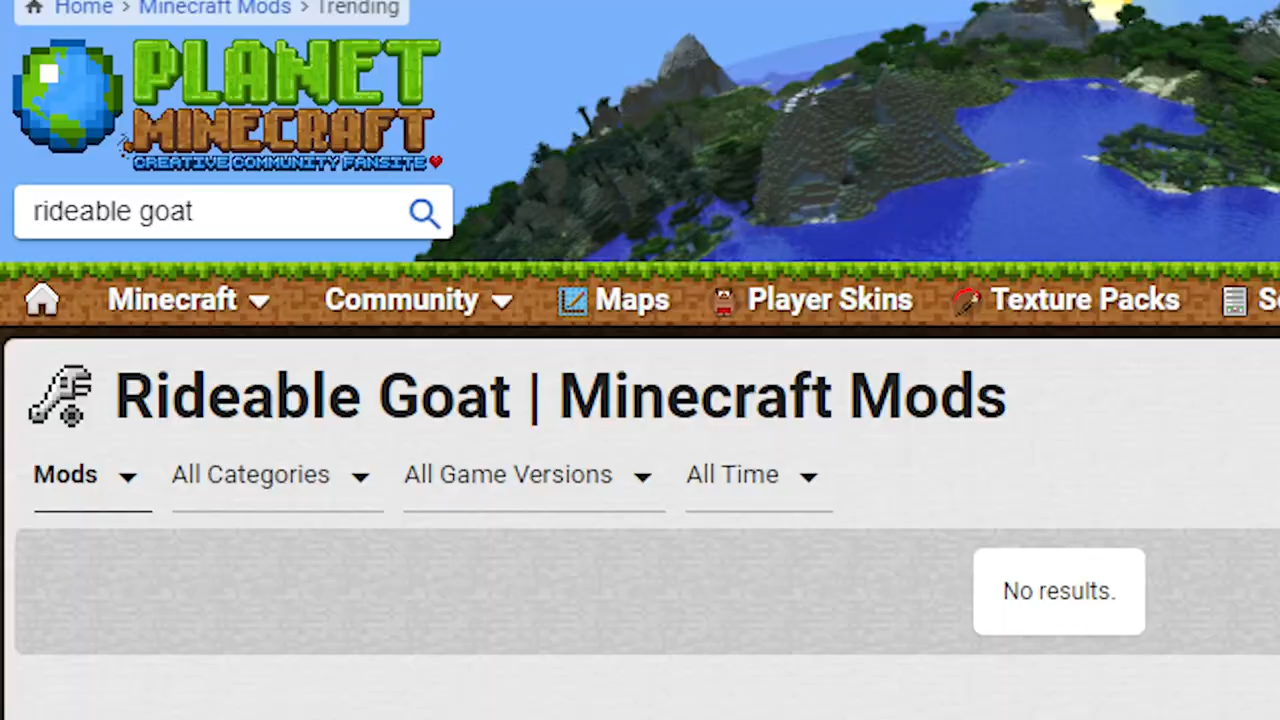 Home > Minecraft Mods > Trending
PLANET
MINECRAFT
CREATIVE COMMUNITY FANSITE
rideable goat
Minecraft Community Maps Player Skins Texture Packs
Rideable Goat | Minecraft Mods
Mods All Categories All Game Versions All Time
No results.